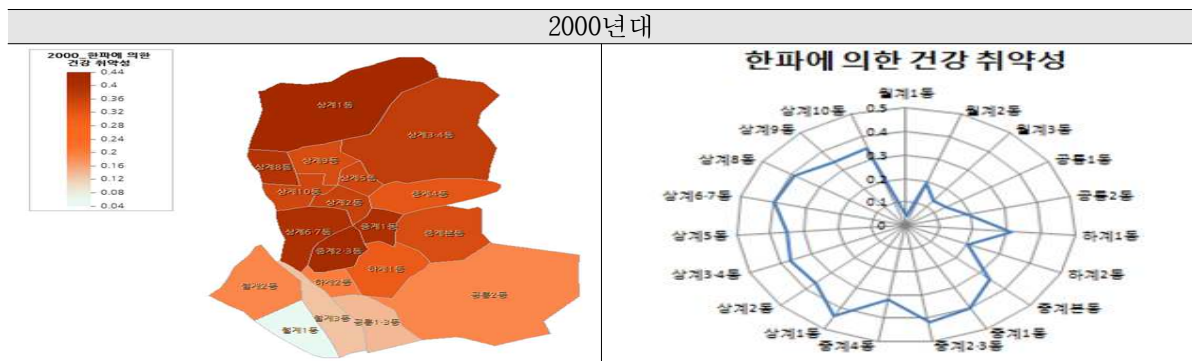 2000년대
2000_한파에 의한
건강 취약성
0.44
0.4
0.36
0.32
0.28
0.24
0.2
0.16
0.12
0.08
0.04
상계1동
상계3·4동
상계9동
상계8동
상계5동
상계10동
중계4동
상계2동
상계6·7동
중계1동
중계본동
중계2·3동
하계1동
하계2동
월계2동
공릉2동
월계3동
공릉1·3동
월계1동
한파에 의한 건강 취약성
월계1동
월계2동
월계3동
공릉1동
공릉2동
하계1동
하계2동
중계본동
중계1동
중계2·3동
중계4동
상계1동
상계2동
상계3·4동
상계5동
상계6·7동
상계8동
상계9동
상계10동
0.5
0.4
0.3
0.2
0.1
0